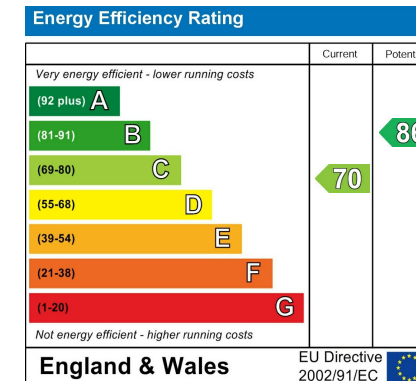 Energy Efficiency Rating
Current Potent
Very energy efficient - lower running costs
(92 plus) A
(81-91) B 86
(69-80) C 70
(55-68) D
(39-54) E
(21-38) F
(1-20) G
Not energy efficient - higher running costs
England & Wales
EU Directive
2002/91/EC